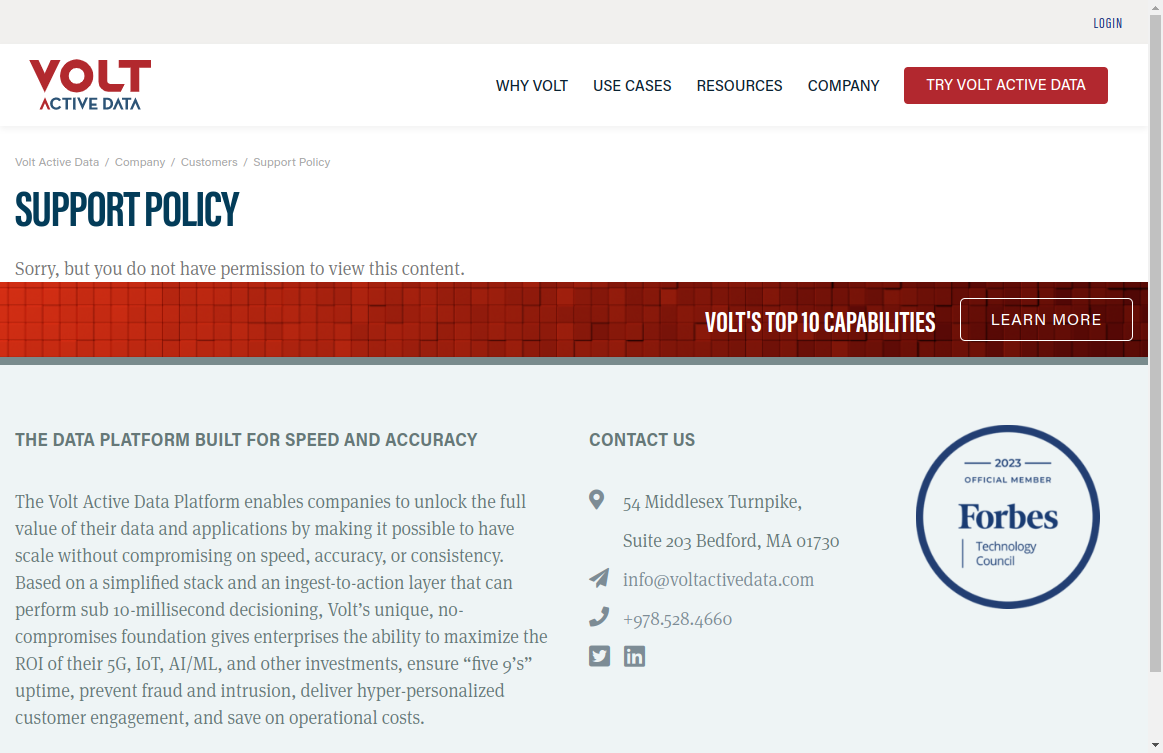 LOGIN
VOLT
ACTIVE DATA
WHY VOLT USE CASES RESOURCES COMPANY TRY VOLT ACTIVE DATA
Volt Active Data / Company / Customers / Support Policy
SUPPORT POLICY
Sorry, but you do not have permission to view this content.
VOLT'S TOP 10 CAPABILITIES LEARN MORE
THE DATA PLATFORM BUILT FOR SPEED AND ACCURACY
The Volt Active Data Platform enables companies to unlock the full
value of their data and applications by making it possible to have
scale without compromising on speed, accuracy, or consistency.
Based on a simplified stack and an ingest-to-action layer that can
perform sub 10-millisecond decisioning, Volt’s unique, no-
compromises foundation gives enterprises the ability to maximize the
ROI of their 5G, IoT, AI/ML, and other investments, ensure “five 9’s”
uptime, prevent fraud and intrusion, deliver hyper-personalized
customer engagement, and save on operational costs.
CONTACT US
54 Middlesex Turnpike,
Suite 203 Bedford, MA 01730
info@voltactivedata.com
+978.528.4660
2023
OFFICIAL MEMBER
Forbes
Technology
Council